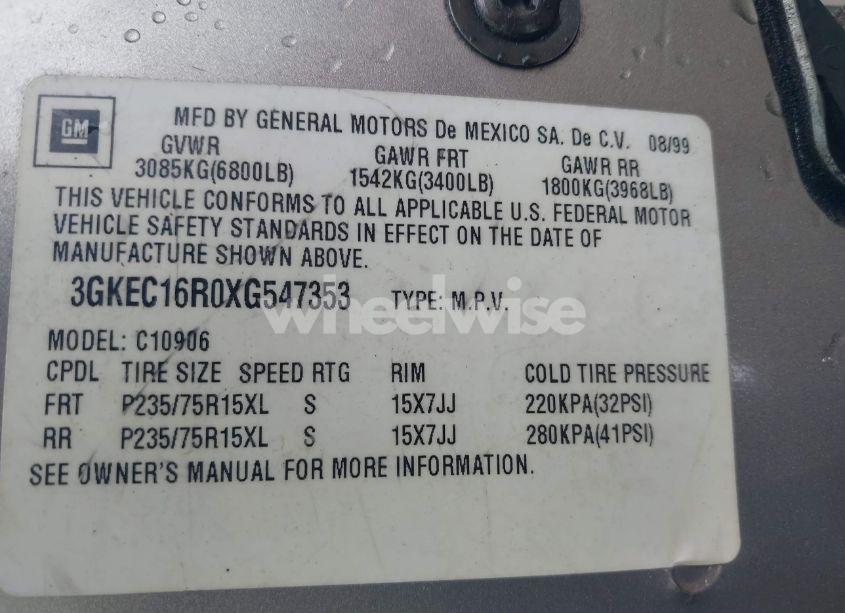 GM
MFD BY GENERAL MOTORS De MEXICO SA. De C.V. 08/99
GVWR GAWR FRT GAWR RR
3085KG(6800LB) 1542KG(3400LB) 1800KG(3968LB)
THIS VEHICLE CONFORMS TO ALL APPLICABLE U.S. FEDERAL MOTOR
VEHICLE SAFETY STANDARDS IN EFFECT ON THE DATE OF
MANUFACTURE SHOWN ABOVE.
3GKEC16R0XG547353 TYPE: M.P.V.
wheelwise
MODEL: C10906
CPDL TIRE SIZE SPEED RTG RIM COLD TIRE PRESSURE
FRT P235/75R15XL S 15X7JJ 220KPA(32PSI)
RR P235/75R15XL S 15X7JJ 280KPA(41PSI)
SEE OWNER'S MANUAL FOR MORE INFORMATION.